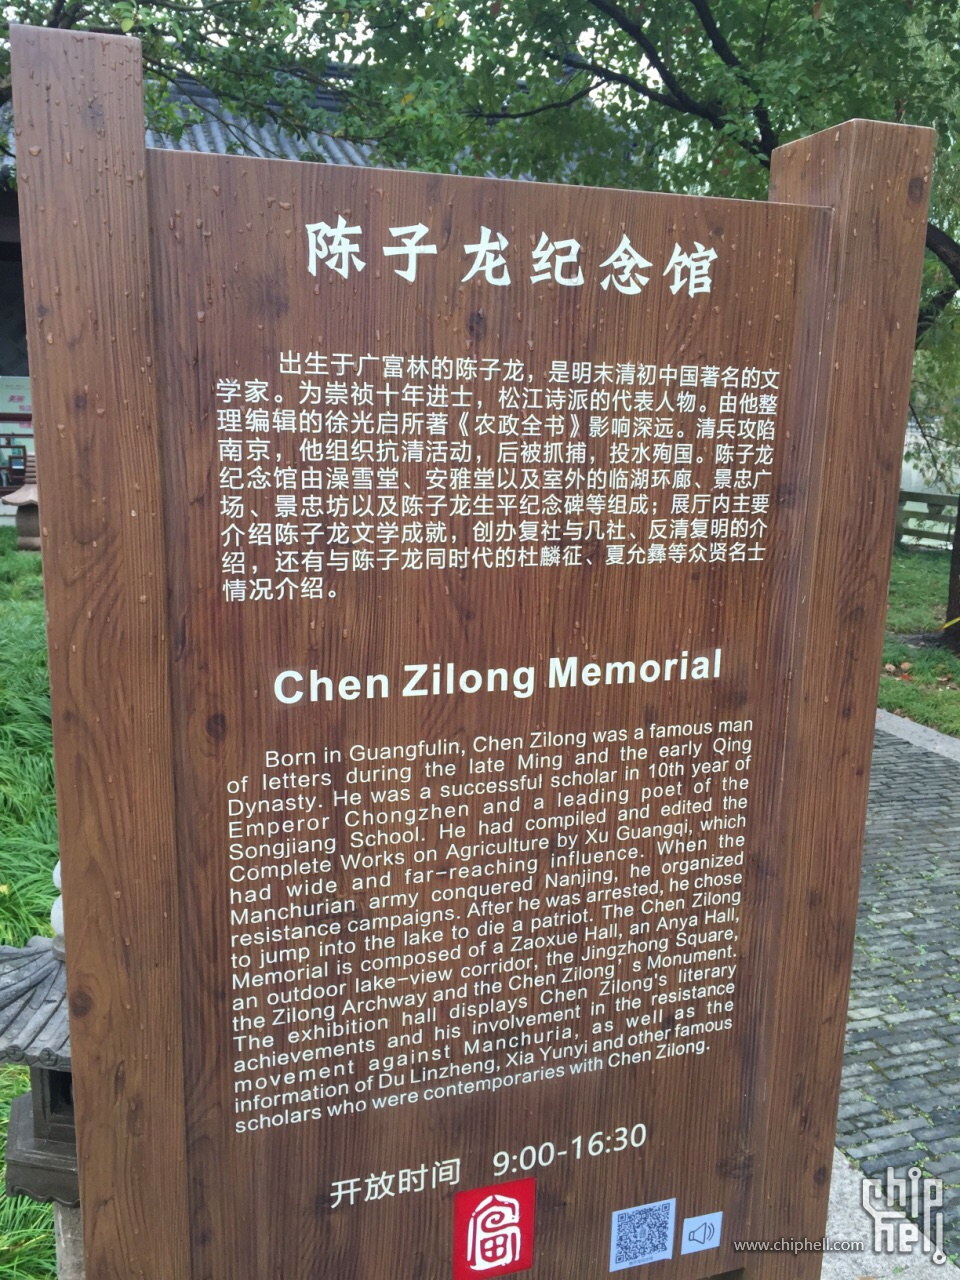 陈子龙纪念馆
出生于广富林的陈子龙，是明末清初中国著名的文
学家。为崇祯十年进士，松江诗派的代表人物。由他整
理编辑的徐光启所著《农政全书》影响深远。清兵攻陷
南京，他组织抗清活动，后被抓捕，投水殉国。陈子龙
纪念馆由澡雪堂、安雅堂以及室外的临湖环廊、景忠广
场、景忠坊以及陈子龙生平纪念碑等组成；展厅内主要
介绍陈子龙文学成就，创办复社与几社、反清复明的介
绍，还有与陈子龙同时代的杜麟征、夏允彝等众贤名士
情况介绍。
Chen Zilong Memorial
Born in Guangfulin, Chen Zilong was a famous man
of letters during the late Ming and the early Qing
Dynasty. He was a successful scholar in 10th year of
Emperor Chongzhen and a leading poet of the
Songjiang School. He had compiled and edited the
Complete Works on Agriculture by Xu Guangqi, which
had wide and far-reaching influence. When the
Manchurian army conquered Nanjing, he organized
resistance campaigns. After he was arrested, he chose
to jump into the lake to die a patriot. The Chen Zilong
Memorial is composed of a Zaoxue Hall, an Anya Hall,
an outdoor lake-view corridor, the Jingzhong Square,
the Zilong Archway and the Chen Zilong's Monument.
The exhibition hall displays Chen Zilong's literary
achievements and his involvement in the resistance
movement against Manchuria, as well as the
information of Du Linzheng, Xia Yunyi and other famous
scholars who were contemporaries with Chen Zilong.
开放时间 9:00-16:30
富
www.chiphell.com
chip
hell